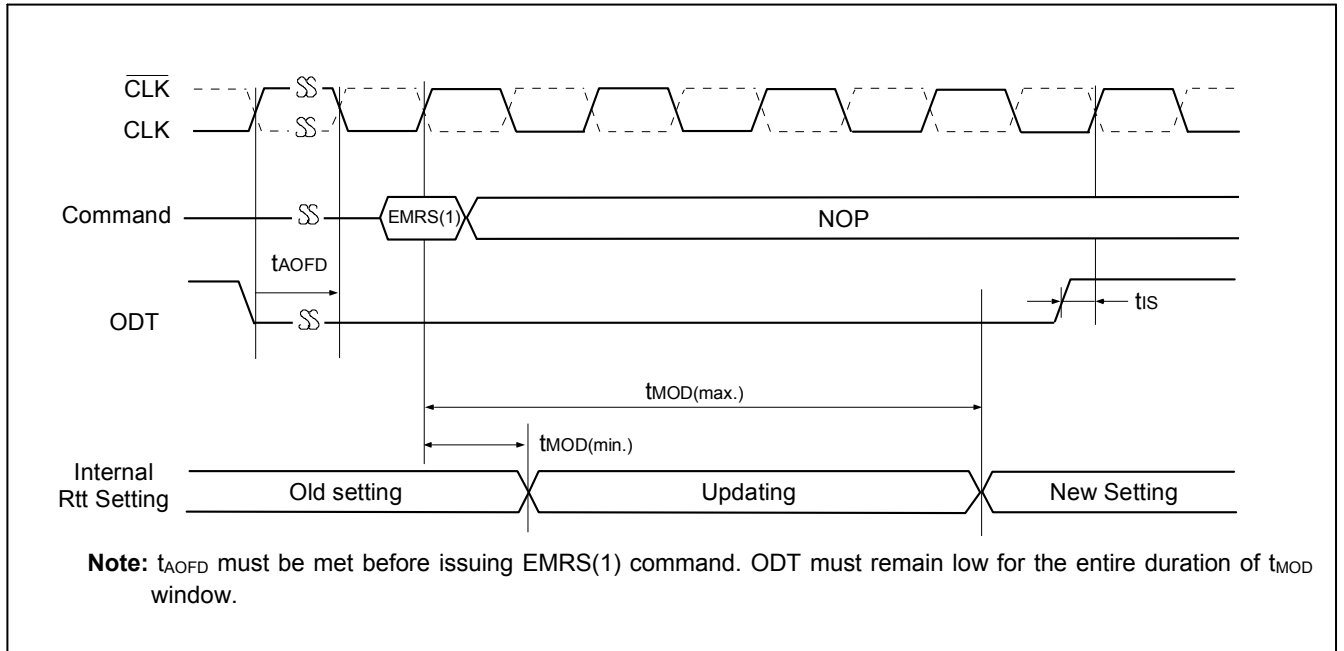 CLK
CLK
Command
EMRS(1)
NOP
tAOFD
ODT
tIS
tMOD(max.)
tMOD(min.)
Internal
Rtt Setting
Old setting
Updating
New Setting
Note: tAOFD must be met before issuing EMRS(1) command. ODT must remain low for the entire duration of tMOD
window.